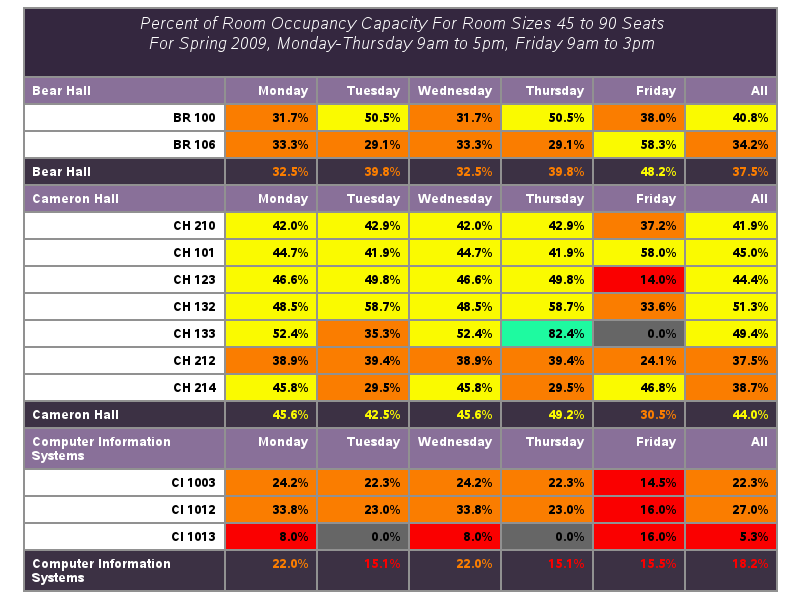 Percent of Room Occupancy Capacity For Room Sizes 45 to 90 Seats
For Spring 2009, Monday-Thursday 9am to 5pm, Friday 9am to 3pm
Bear Hall Monday Tuesday Wednesday Thursday Friday All
BR 100 31.7% 50.5% 31.7% 50.5% 38.0% 40.8%
BR 106 33.3% 29.1% 33.3% 29.1% 58.3% 34.2%
Bear Hall 32.5% 39.8% 32.5% 39.8% 48.2% 37.5%
Cameron Hall Monday Tuesday Wednesday Thursday Friday All
CH 210 42.0% 42.9% 42.0% 42.9% 37.2% 41.9%
CH 101 44.7% 41.9% 44.7% 41.9% 58.0% 45.0%
CH 123 46.6% 49.8% 46.6% 49.8% 14.0% 44.4%
CH 132 48.5% 58.7% 48.5% 58.7% 33.6% 51.3%
CH 133 52.4% 35.3% 52.4% 82.4% 0.0% 49.4%
CH 212 38.9% 39.4% 38.9% 39.4% 24.1% 37.5%
CH 214 45.8% 29.5% 45.8% 29.5% 46.8% 38.7%
Cameron Hall 45.6% 42.5% 45.6% 49.2% 30.5% 44.0%
Computer Information Monday Tuesday Wednesday Thursday Friday All
Systems
CI 1003 24.2% 22.3% 24.2% 22.3% 14.5% 22.3%
CI 1012 33.8% 23.0% 33.8% 23.0% 16.0% 27.0%
CI 1013 8.0% 0.0% 8.0% 0.0% 16.0% 5.3%
Computer Information 22.0% 15.1% 22.0% 15.1% 15.5% 18.2%
Systems